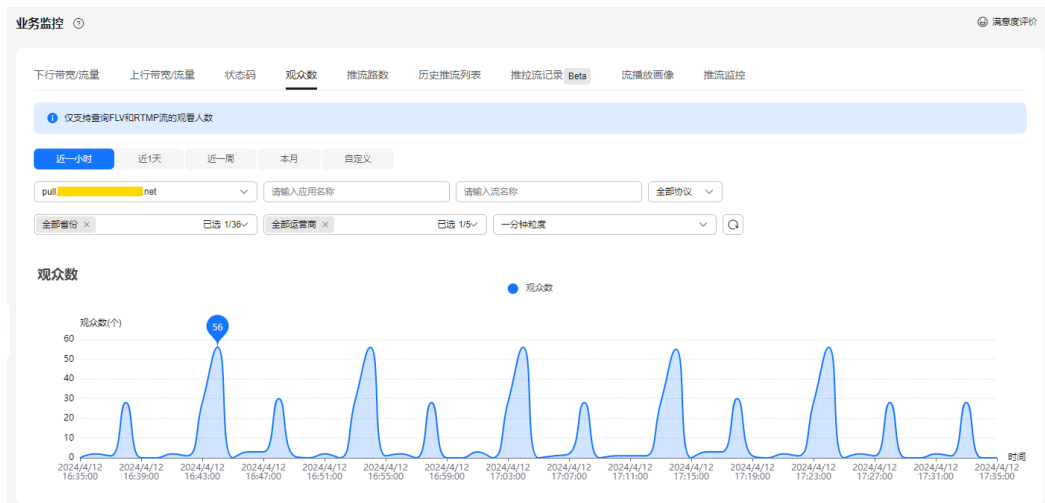 业务监控
满意度评价
下行带宽/流量 上行带宽/流量 状态码 观众数 推流路数 历史推流列表 推拉流记录 Beta 流播放画像 推流监控
仅支持查询FLV和RTMP流的观看人数
近一小时 近1天 近一周 本月 自定义
pull. net 请输入应用名称 请输入流名称 全部协议
全部省份 × 已选 1/36 全部运营商 × 已选 1/5 一分钟粒度
观众数
观众数
观众数(个)
56
60
50
40
30
20
10
0
时间
2024/4/12 2024/4/12 2024/4/12 2024/4/12 2024/4/12 2024/4/12 2024/4/12 2024/4/12 2024/4/12 2024/4/12 2024/4/12 2024/4/12 2024/4/12 2024/4/12 2024/4/12 2024/4/12
16:35:00 16:39:00 16:43:00 16:47:00 16:51:00 16:55:00 16:59:00 17:03:00 17:07:00 17:11:00 17:15:00 17:19:00 17:23:00 17:27:00 17:31:00 17:35:00